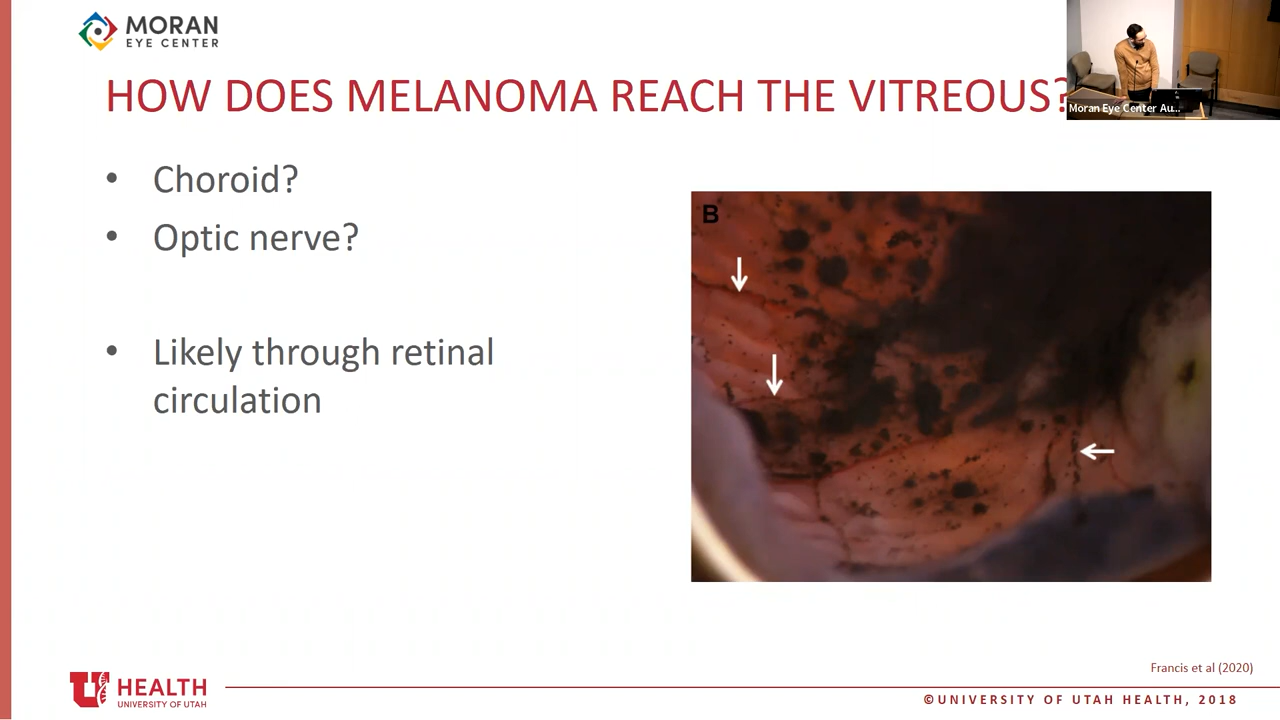 MORAN
EYE CENTER
HOW DOES MELANOMA REACH THE VITREOUS?
Moran Eye Center Au...
• Choroid?
• Optic nerve?
• Likely through retinal
circulation
B
Francis et al (2020)
U HEALTH
UNIVERSITY OF UTAH
©UNIVERSITY OF UTAH HEALTH, 2018